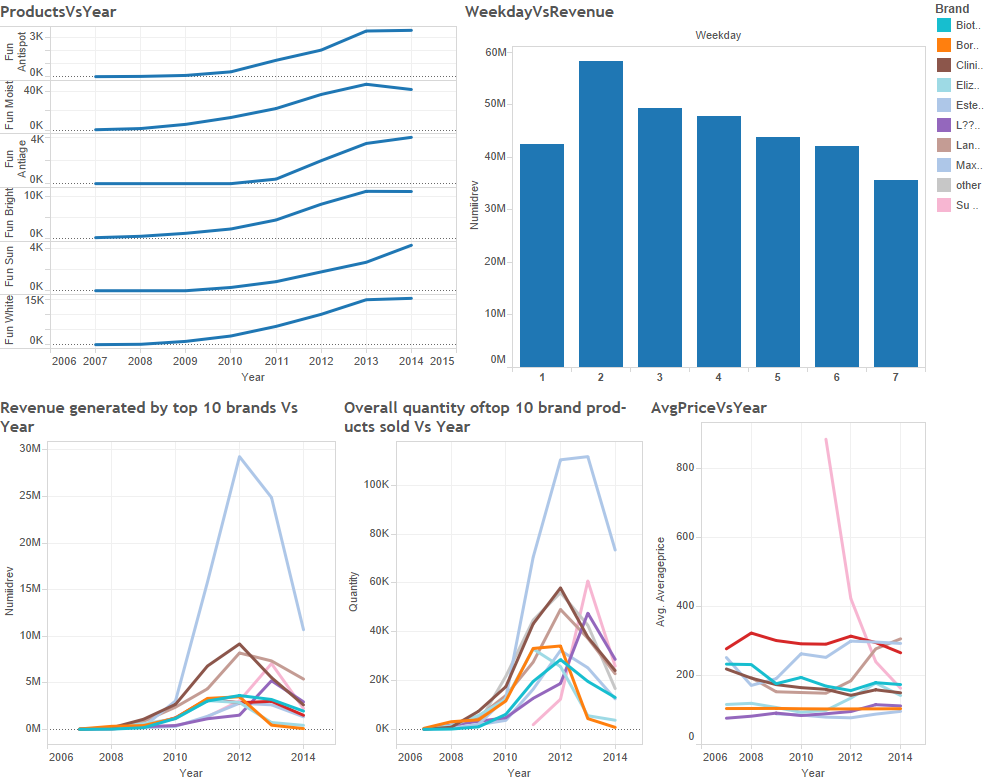 ProductsVsYear
Fun Antispot
3K
0K
Fun Moist
40K
0K
Fun Antiage
4K
0K
Fun Bright
10K
0K
Fun Sun
4K
0K
Fun White
15K
0K
2006 2007 2008 2009 2010 2011 2012 2013 2014 2015
Year
WeekdayVsRevenue
Weekday
Numiidrev
60M
50M
40M
30M
20M
10M
0M
1 2 3 4 5 6 7
Brand
Biot..
Bor..
Clini..
Eliz..
Este..
L??..
Lan..
Max..
other
Su ..
Revenue generated by top 10 brands Vs
Year
Numiidrev
30M
25M
20M
15M
10M
5M
0M
2006 2008 2010 2012 2014
Year
Overall quantity oftop 10 brand prod-
ucts sold Vs Year
Quantity
100K
80K
60K
40K
20K
0K
2006 2008 2010 2012 2014
Year
AvgPriceVsYear
Avg. Averageprice
800
600
400
200
0
2006 2008 2010 2012 2014
Year